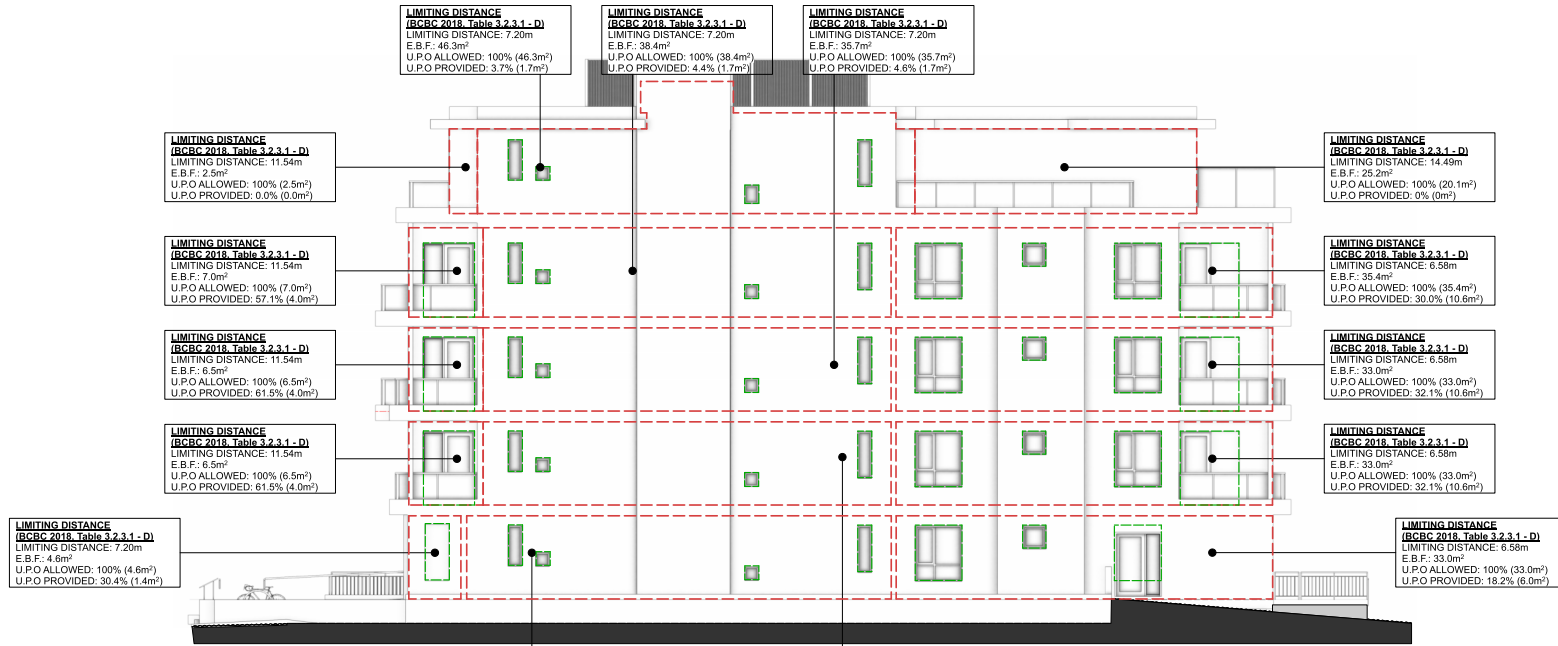 LIMITING DISTANCE
(BCBC 2018, Table 3.2.3.1 - D)
LIMITING DISTANCE: 7.20m
E.B.F.: 46.3m²
U.P.O ALLOWED: 100% (46.3m²)
U.P.O PROVIDED: 3.7% (1.7m²)
LIMITING DISTANCE
(BCBC 2018, Table 3.2.3.1 - D)
LIMITING DISTANCE: 7.20m
E.B.F.: 38.4m²
U.P.O ALLOWED: 100% (38.4m²)
U.P.O PROVIDED: 4.4% (1.7m²)
LIMITING DISTANCE
(BCBC 2018, Table 3.2.3.1 - D)
LIMITING DISTANCE: 7.20m
E.B.F.: 35.7m²
U.P.O ALLOWED: 100% (35.7m²)
U.P.O PROVIDED: 4.6% (1.7m²)
LIMITING DISTANCE
(BCBC 2018, Table 3.2.3.1 - D)
LIMITING DISTANCE: 11.54m
E.B.F.: 2.5m²
U.P.O ALLOWED: 100% (2.5m²)
U.P.O PROVIDED: 0.0% (0.0m²)
LIMITING DISTANCE
(BCBC 2018, Table 3.2.3.1 - D)
LIMITING DISTANCE: 14.49m
E.B.F.: 25.2m²
U.P.O ALLOWED: 100% (20.1m²)
U.P.O PROVIDED: 0% (0m²)
LIMITING DISTANCE
(BCBC 2018, Table 3.2.3.1 - D)
LIMITING DISTANCE: 11.54m
E.B.F.: 7.0m²
U.P.O ALLOWED: 100% (7.0m²)
U.P.O PROVIDED: 57.1% (4.0m²)
LIMITING DISTANCE
(BCBC 2018, Table 3.2.3.1 - D)
LIMITING DISTANCE: 6.58m
E.B.F.: 35.4m²
U.P.O ALLOWED: 100% (35.4m²)
U.P.O PROVIDED: 30.0% (10.6m²)
LIMITING DISTANCE
(BCBC 2018, Table 3.2.3.1 - D)
LIMITING DISTANCE: 11.54m
E.B.F.: 6.5m²
U.P.O ALLOWED: 100% (6.5m²)
U.P.O PROVIDED: 61.5% (4.0m²)
LIMITING DISTANCE
(BCBC 2018, Table 3.2.3.1 - D)
LIMITING DISTANCE: 6.58m
E.B.F.: 33.0m²
U.P.O ALLOWED: 100% (33.0m²)
U.P.O PROVIDED: 32.1% (10.6m²)
LIMITING DISTANCE
(BCBC 2018, Table 3.2.3.1 - D)
LIMITING DISTANCE: 11.54m
E.B.F.: 6.5m²
U.P.O ALLOWED: 100% (6.5m²)
U.P.O PROVIDED: 61.5% (4.0m²)
LIMITING DISTANCE
(BCBC 2018, Table 3.2.3.1 - D)
LIMITING DISTANCE: 6.58m
E.B.F.: 33.0m²
U.P.O ALLOWED: 100% (33.0m²)
U.P.O PROVIDED: 32.1% (10.6m²)
LIMITING DISTANCE
(BCBC 2018, Table 3.2.3.1 - D)
LIMITING DISTANCE: 7.20m
E.B.F.: 4.6m²
U.P.O ALLOWED: 100% (4.6m²)
U.P.O PROVIDED: 30.4% (1.4m²)
LIMITING DISTANCE
(BCBC 2018, Table 3.2.3.1 - D)
LIMITING DISTANCE: 6.58m
E.B.F.: 33.0m²
U.P.O ALLOWED: 100% (33.0m²)
U.P.O PROVIDED: 18.2% (6.0m²)